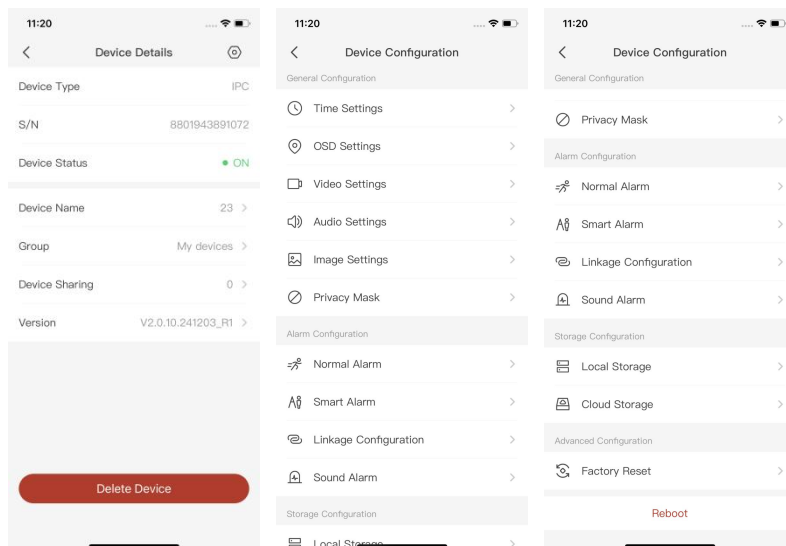 11:20
Device Details
Device Type IPC
S/N 8801943891072
Device Status ON
Device Name 23
Group My devices
Device Sharing 0
Version V2.0.10.241203_R1
Delete Device
11:20
Device Configuration
General Configuration
Time Settings
OSD Settings
Video Settings
Audio Settings
Image Settings
Privacy Mask
Alarm Configuration
Normal Alarm
Smart Alarm
Linkage Configuration
Sound Alarm
Storage Configuration
Local Storage
11:20
Device Configuration
General Configuration
Privacy Mask
Alarm Configuration
Normal Alarm
Smart Alarm
Linkage Configuration
Sound Alarm
Storage Configuration
Local Storage
Cloud Storage
Advanced Configuration
Factory Reset
Reboot